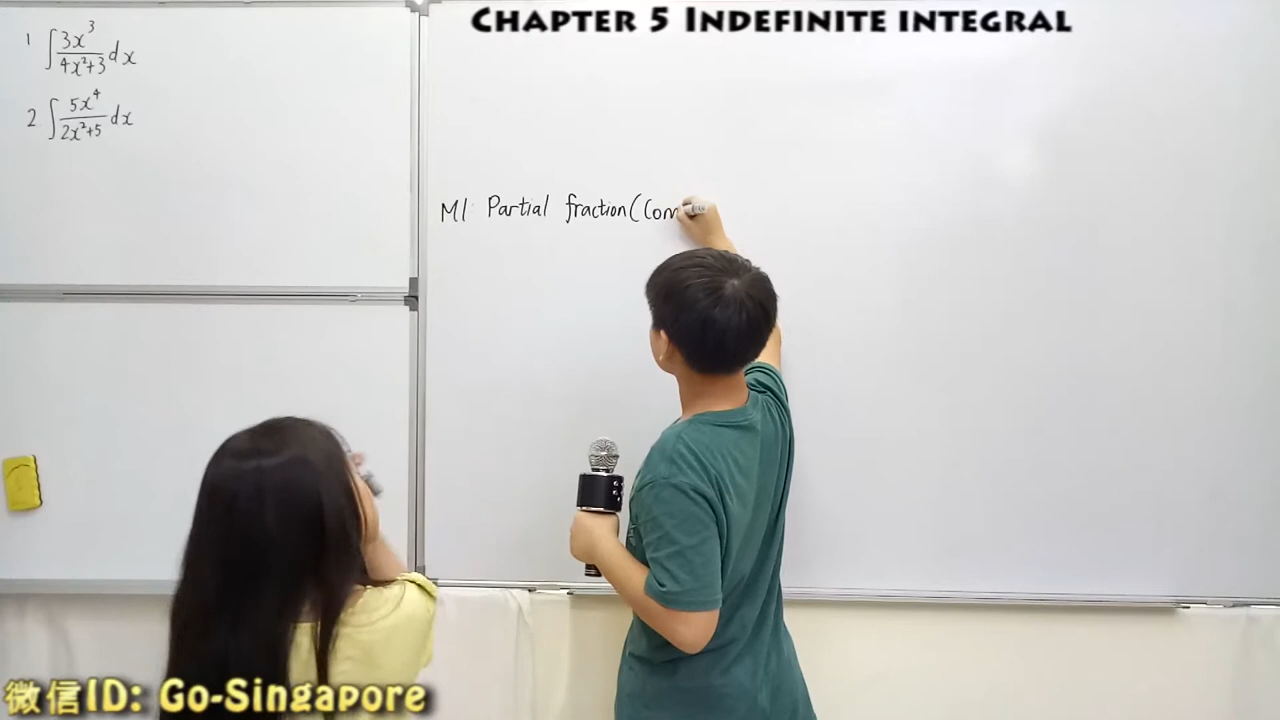 CHAPTER 5 INDEFINITE INTEGRAL
1 ∫ 3x³/(4x²+3) dx
2 ∫ 5x⁴/(2x²+5) dx
M1 Partial fraction (Com
微信ID: Go-Singapore